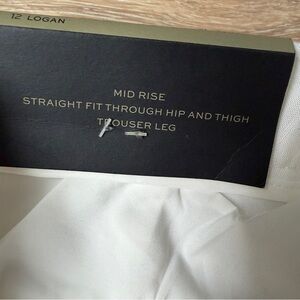 12 LOGAN
MID RISE
STRAIGHT FIT THROUGH HIP AND THIGH
TROUSER LEG